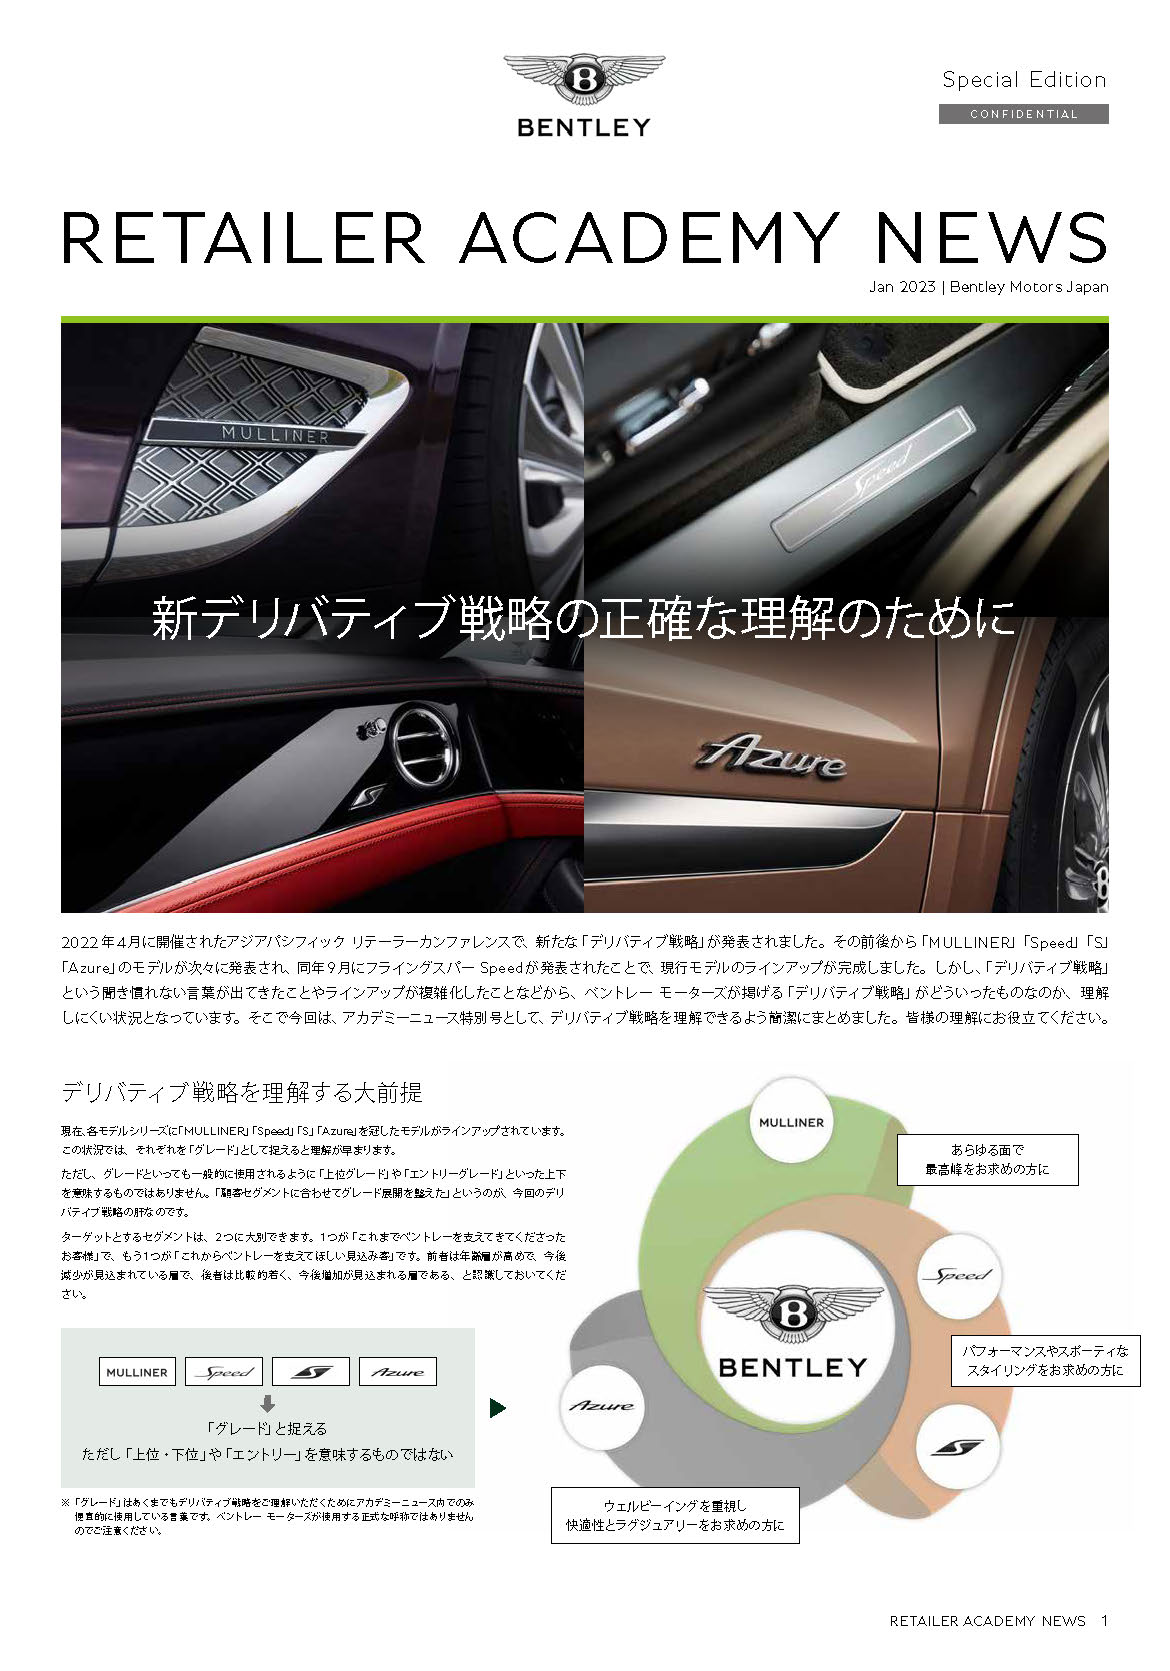 BENTLEY
Special Edition
CONFIDENTIAL
RETAILER ACADEMY NEWS
Jan 2023 | Bentley Motors Japan
MULLINER
Speed
新デリバティブ戦略の正確な理解のために
Azure
2022年4月に開催されたアジアパシフィック リテーラーカンファレンスで、新たな「デリバティブ戦略」が発表されました。その前後から「MULLINER」「Speed」「S」
「Azure」のモデルが次々に発表され、同年9月にフライングスパー Speedが発表されたことで、現行モデルのラインアップが完成しました。しかし、「デリバティブ戦略」
という聞き慣れない言葉が出てきたことやラインアップが複雑化したことなどから、ベントレー モーターズが掲げる「デリバティブ戦略」がどういったものなのか、理解
しにくい状況となっています。そこで今回は、アカデミーニュース特別号として、デリバティブ戦略を理解できるよう簡潔にまとめました。皆様の理解にお役立てください。
デリバティブ戦略を理解する大前提
現在、各モデルシリーズに「MULLINER」「Speed」「S」「Azure」を冠したモデルがラインアップされています。
この状況では、それぞれを「グレード」として捉えると理解が早まります。
ただし、グレードといっても一般的に使用されるように「上位グレード」や「エントリーグレード」といった上下
を意味するものではありません。「顧客セグメントに合わせてグレード展開を整えた」というのが、今回のデリ
バティブ戦略の肝なのです。
ターゲットとするセグメントは、2つに大別できます。1つが「これまでベントレーを支えてきてくださった
お客様」で、もう1つが「これからベントレーを支えてほしい見込み客」です。前者は年齢層が高めで、今後
減少が見込まれている層で、後者は比較的若く、今後増加が見込まれる層である、と認識しておいてくだ
さい。
MULLINER Speed S Azure
「グレード」と捉える
ただし「上位・下位」や「エントリー」を意味するものではない
※「グレード」はあくまでもデリバティブ戦略をご理解いただくためにアカデミーニュース内でのみ
便宜的に使用している言葉です。ベントレー モーターズが使用する正式な呼称ではありません
のでご注意ください。
MULLINER
あらゆる面で
最高峰をお求めの方に
Speed
BENTLEY
パフォーマンスやスポーティな
スタイリングをお求めの方に
Azure
S
ウェルビーイングを重視し
快適性とラグジュアリーをお求めの方に
RETAILER ACADEMY NEWS 1